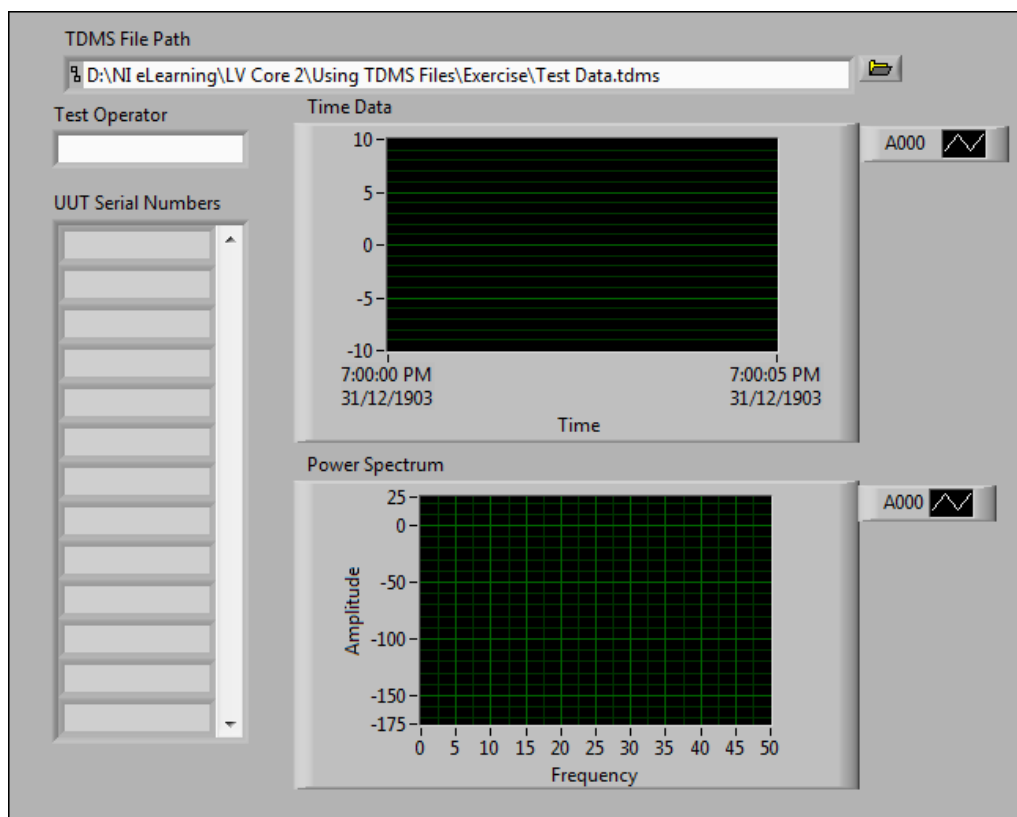 TDMS File Path
D:\NI eLearning\LV Core 2\Using TDMS Files\Exercise\Test Data.tdms
Test Operator
UUT Serial Numbers
Time Data
10
5
0
-5
-10
7:00:00 PM
31/12/1903
7:00:05 PM
31/12/1903
Time
A000
Power Spectrum
25
0
-50
-100
-150
-175
Amplitude
0 5 10 15 20 25 30 35 40 45 50
Frequency
A000